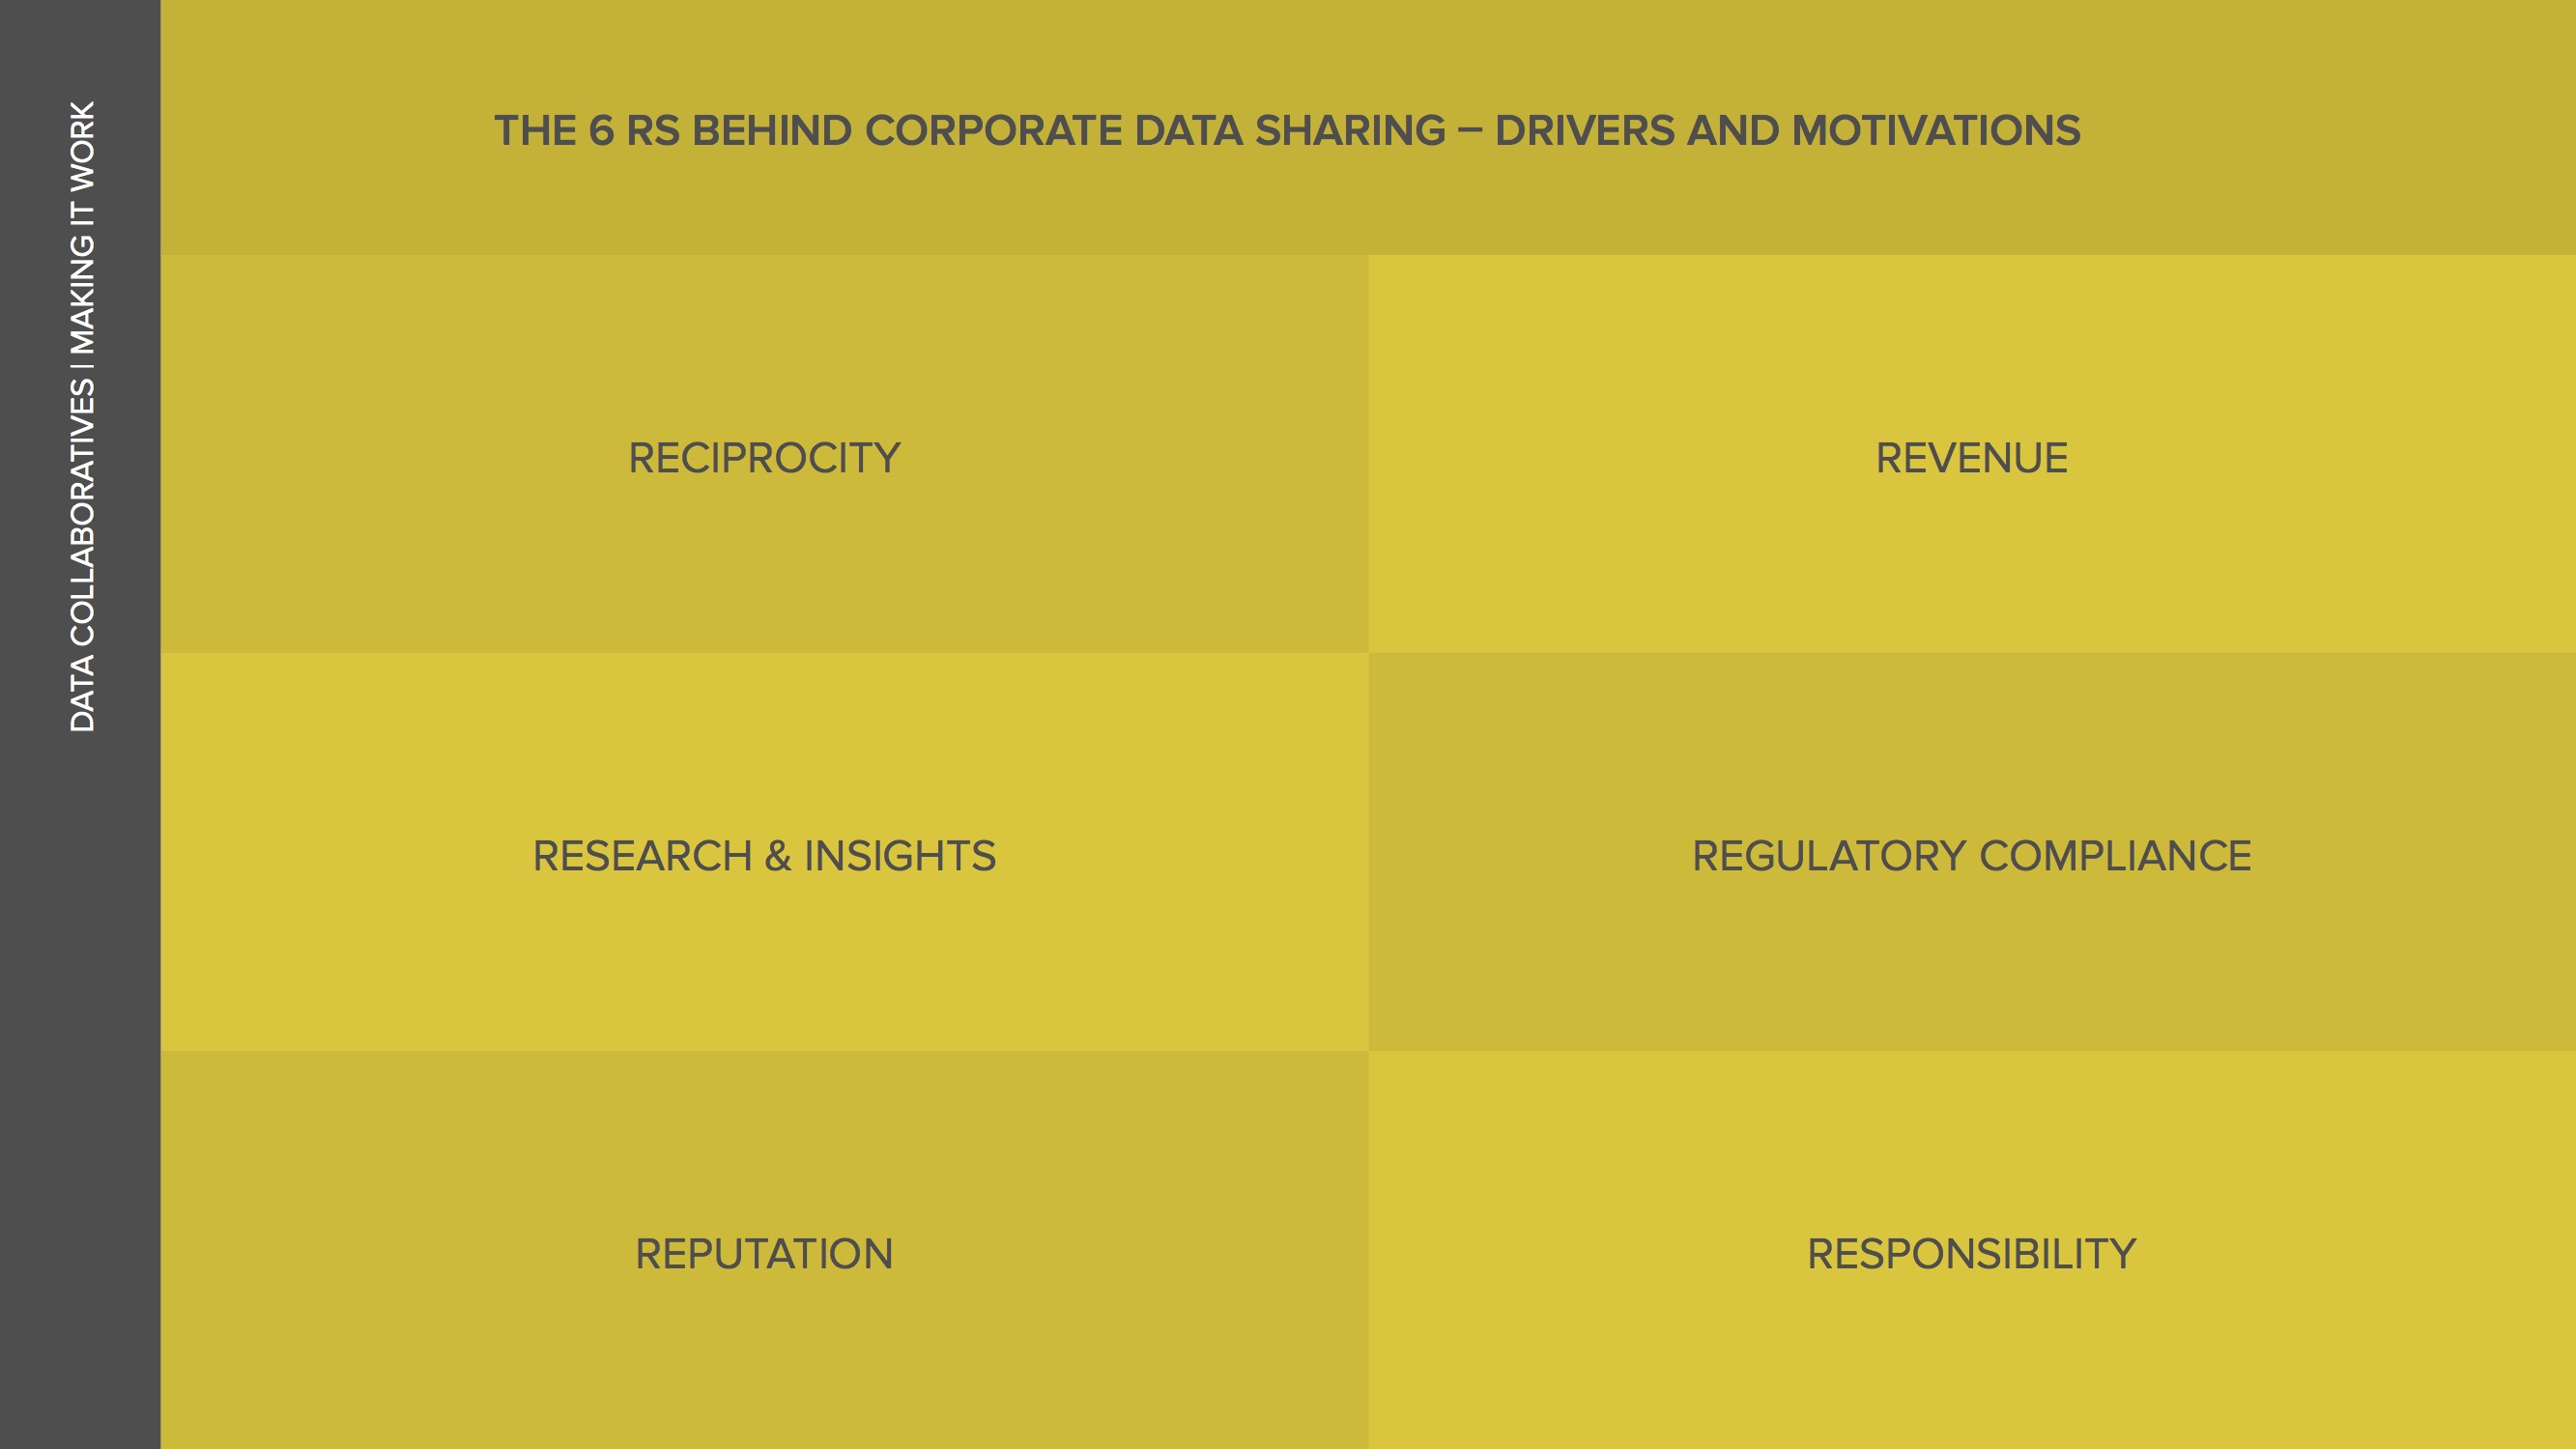 DATA COLLABORATIVES | MAKING IT WORK
THE 6 RS BEHIND CORPORATE DATA SHARING – DRIVERS AND MOTIVATIONS
RECIPROCITY
REVENUE
RESEARCH & INSIGHTS
REGULATORY COMPLIANCE
REPUTATION
RESPONSIBILITY